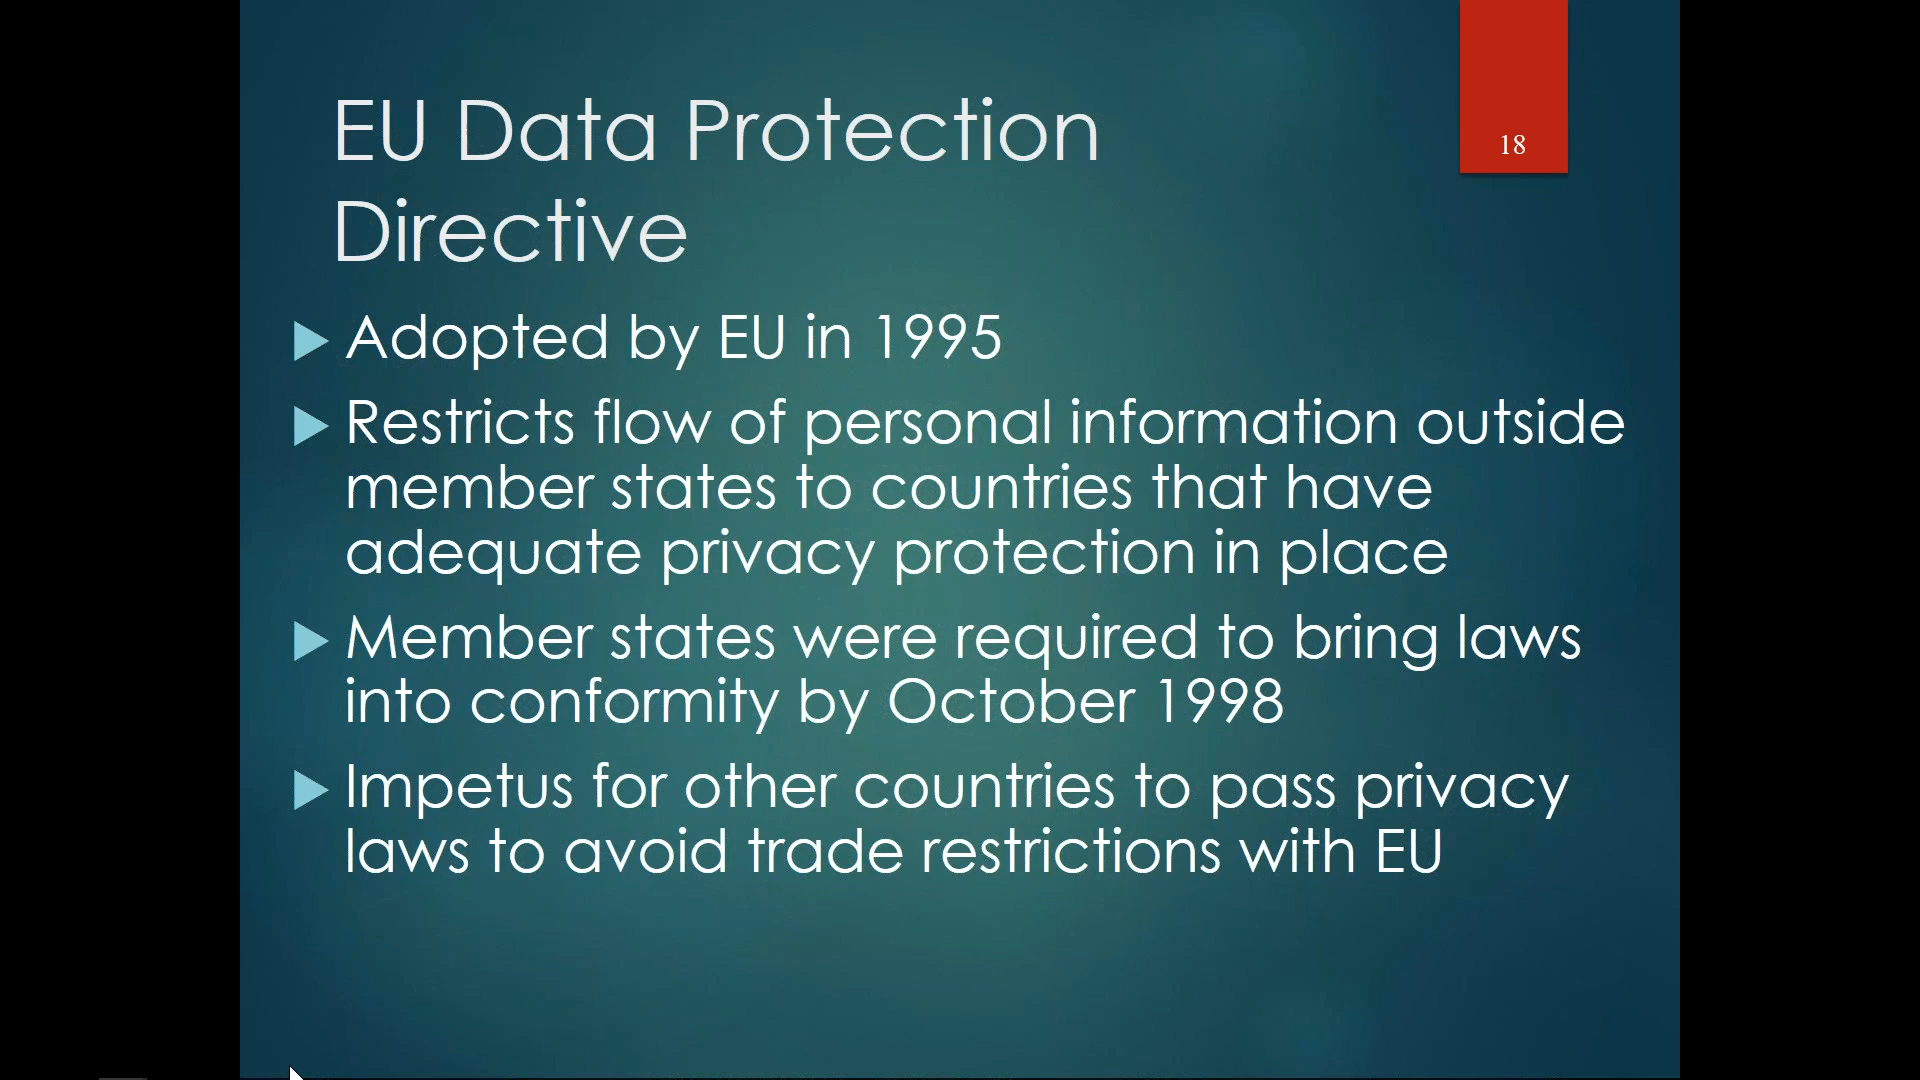 18
EU Data Protection
Directive
Adopted by EU in 1995
Restricts flow of personal information outside
member states to countries that have
adequate privacy protection in place
Member states were required to bring laws
into conformity by October 1998
Impetus for other countries to pass privacy
laws to avoid trade restrictions with EU